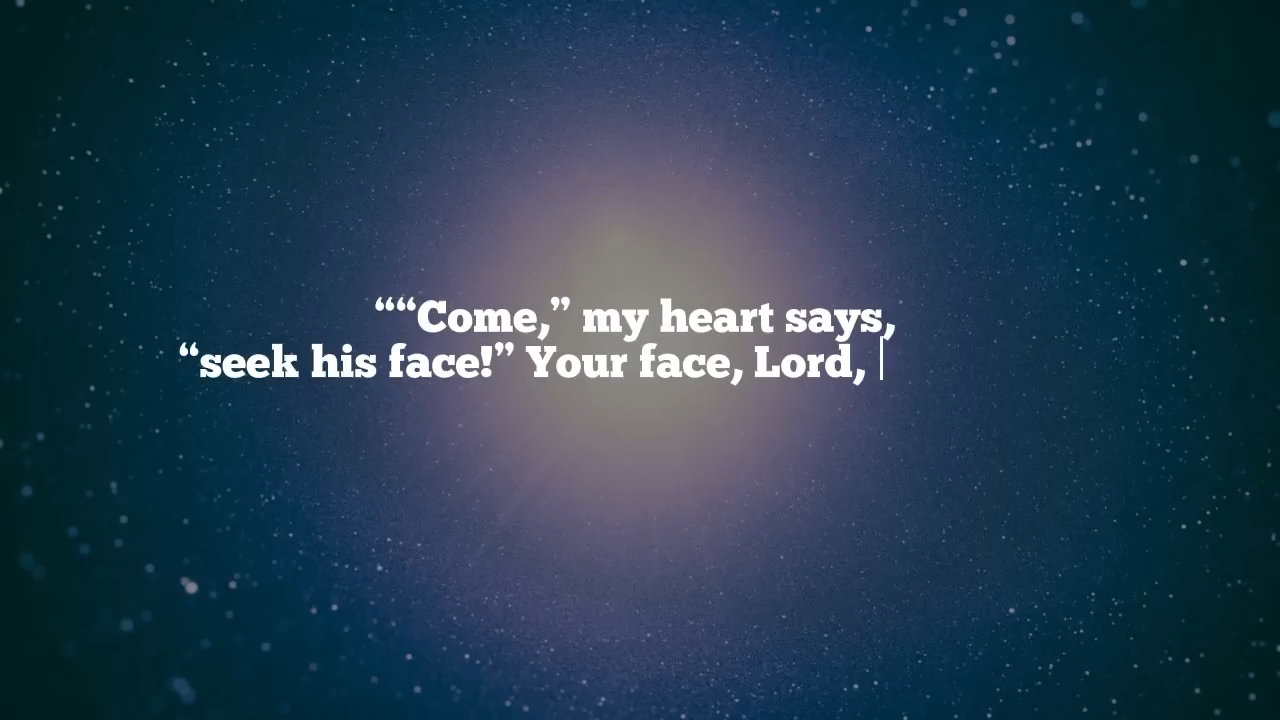 ““Come,” my heart says,
“seek his face!” Your face, Lord,